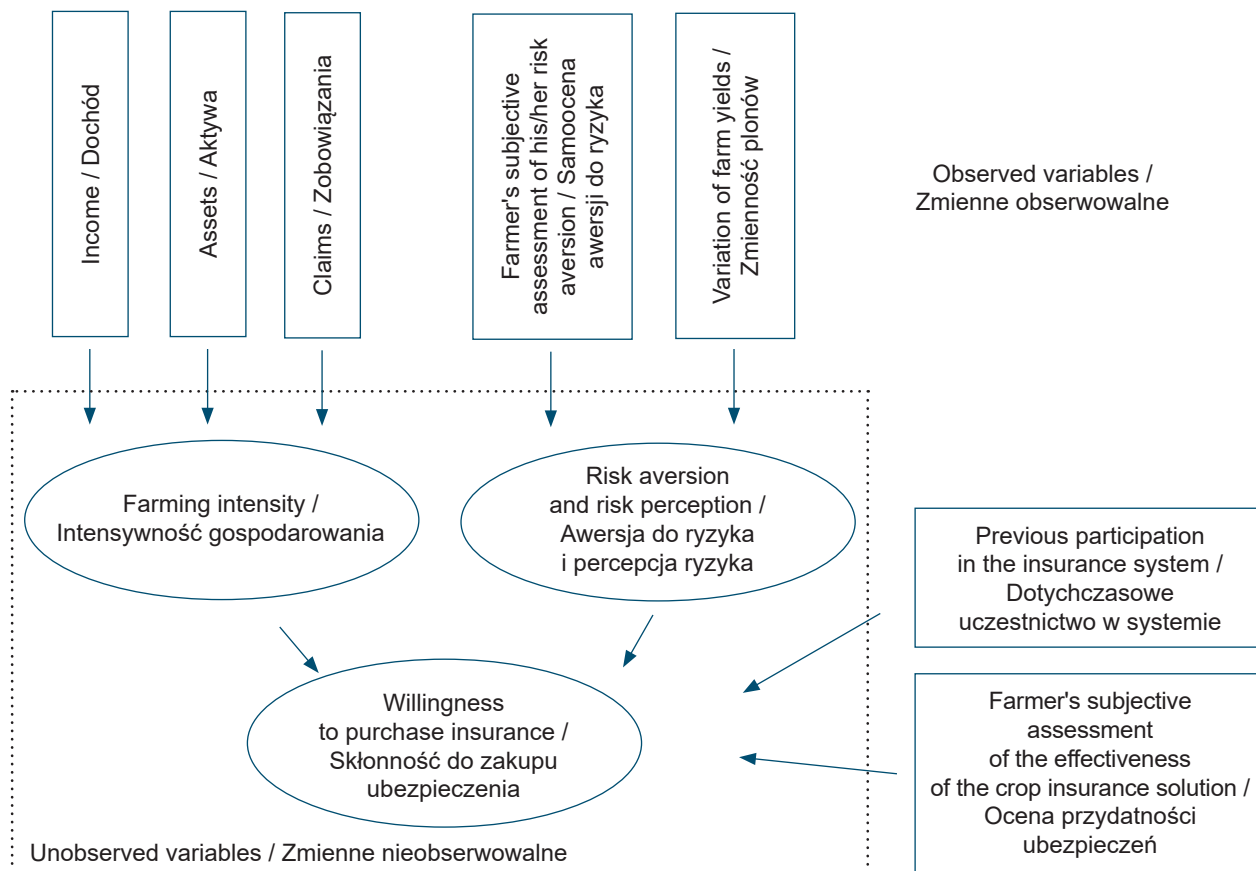 Income / Dochód
Assets / Aktywa
Claims / Zobowiązania
Farmer's subjective
assessment of his/her risk
aversion / Samoocena
awersji do ryzyka
Variation of farm yields /
Zmienność plonów
Observed variables /
Zmienne obserwowalne
Farming intensity /
Intensywność gospodarowania
Risk aversion
and risk perception /
Awersja do ryzyka
i percepcja ryzyka
Previous participation
in the insurance system /
Dotychczasowe
uczestnictwo w systemie
Willingness
to purchase insurance /
Skłonność do zakupu
ubezpieczenia
Farmer's subjective
assessment
of the effectiveness
of the crop insurance solution /
Ocena przydatności
ubezpieczeń
Unobserved variables / Zmienne nieobserwowalne